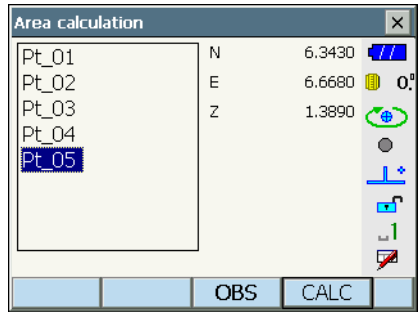 Area calculation
Pt_01
Pt_02
Pt_03
Pt_04
Pt_05
N 6.3430
E 6.6680
Z 1.3890
0."
1
OBS CALC